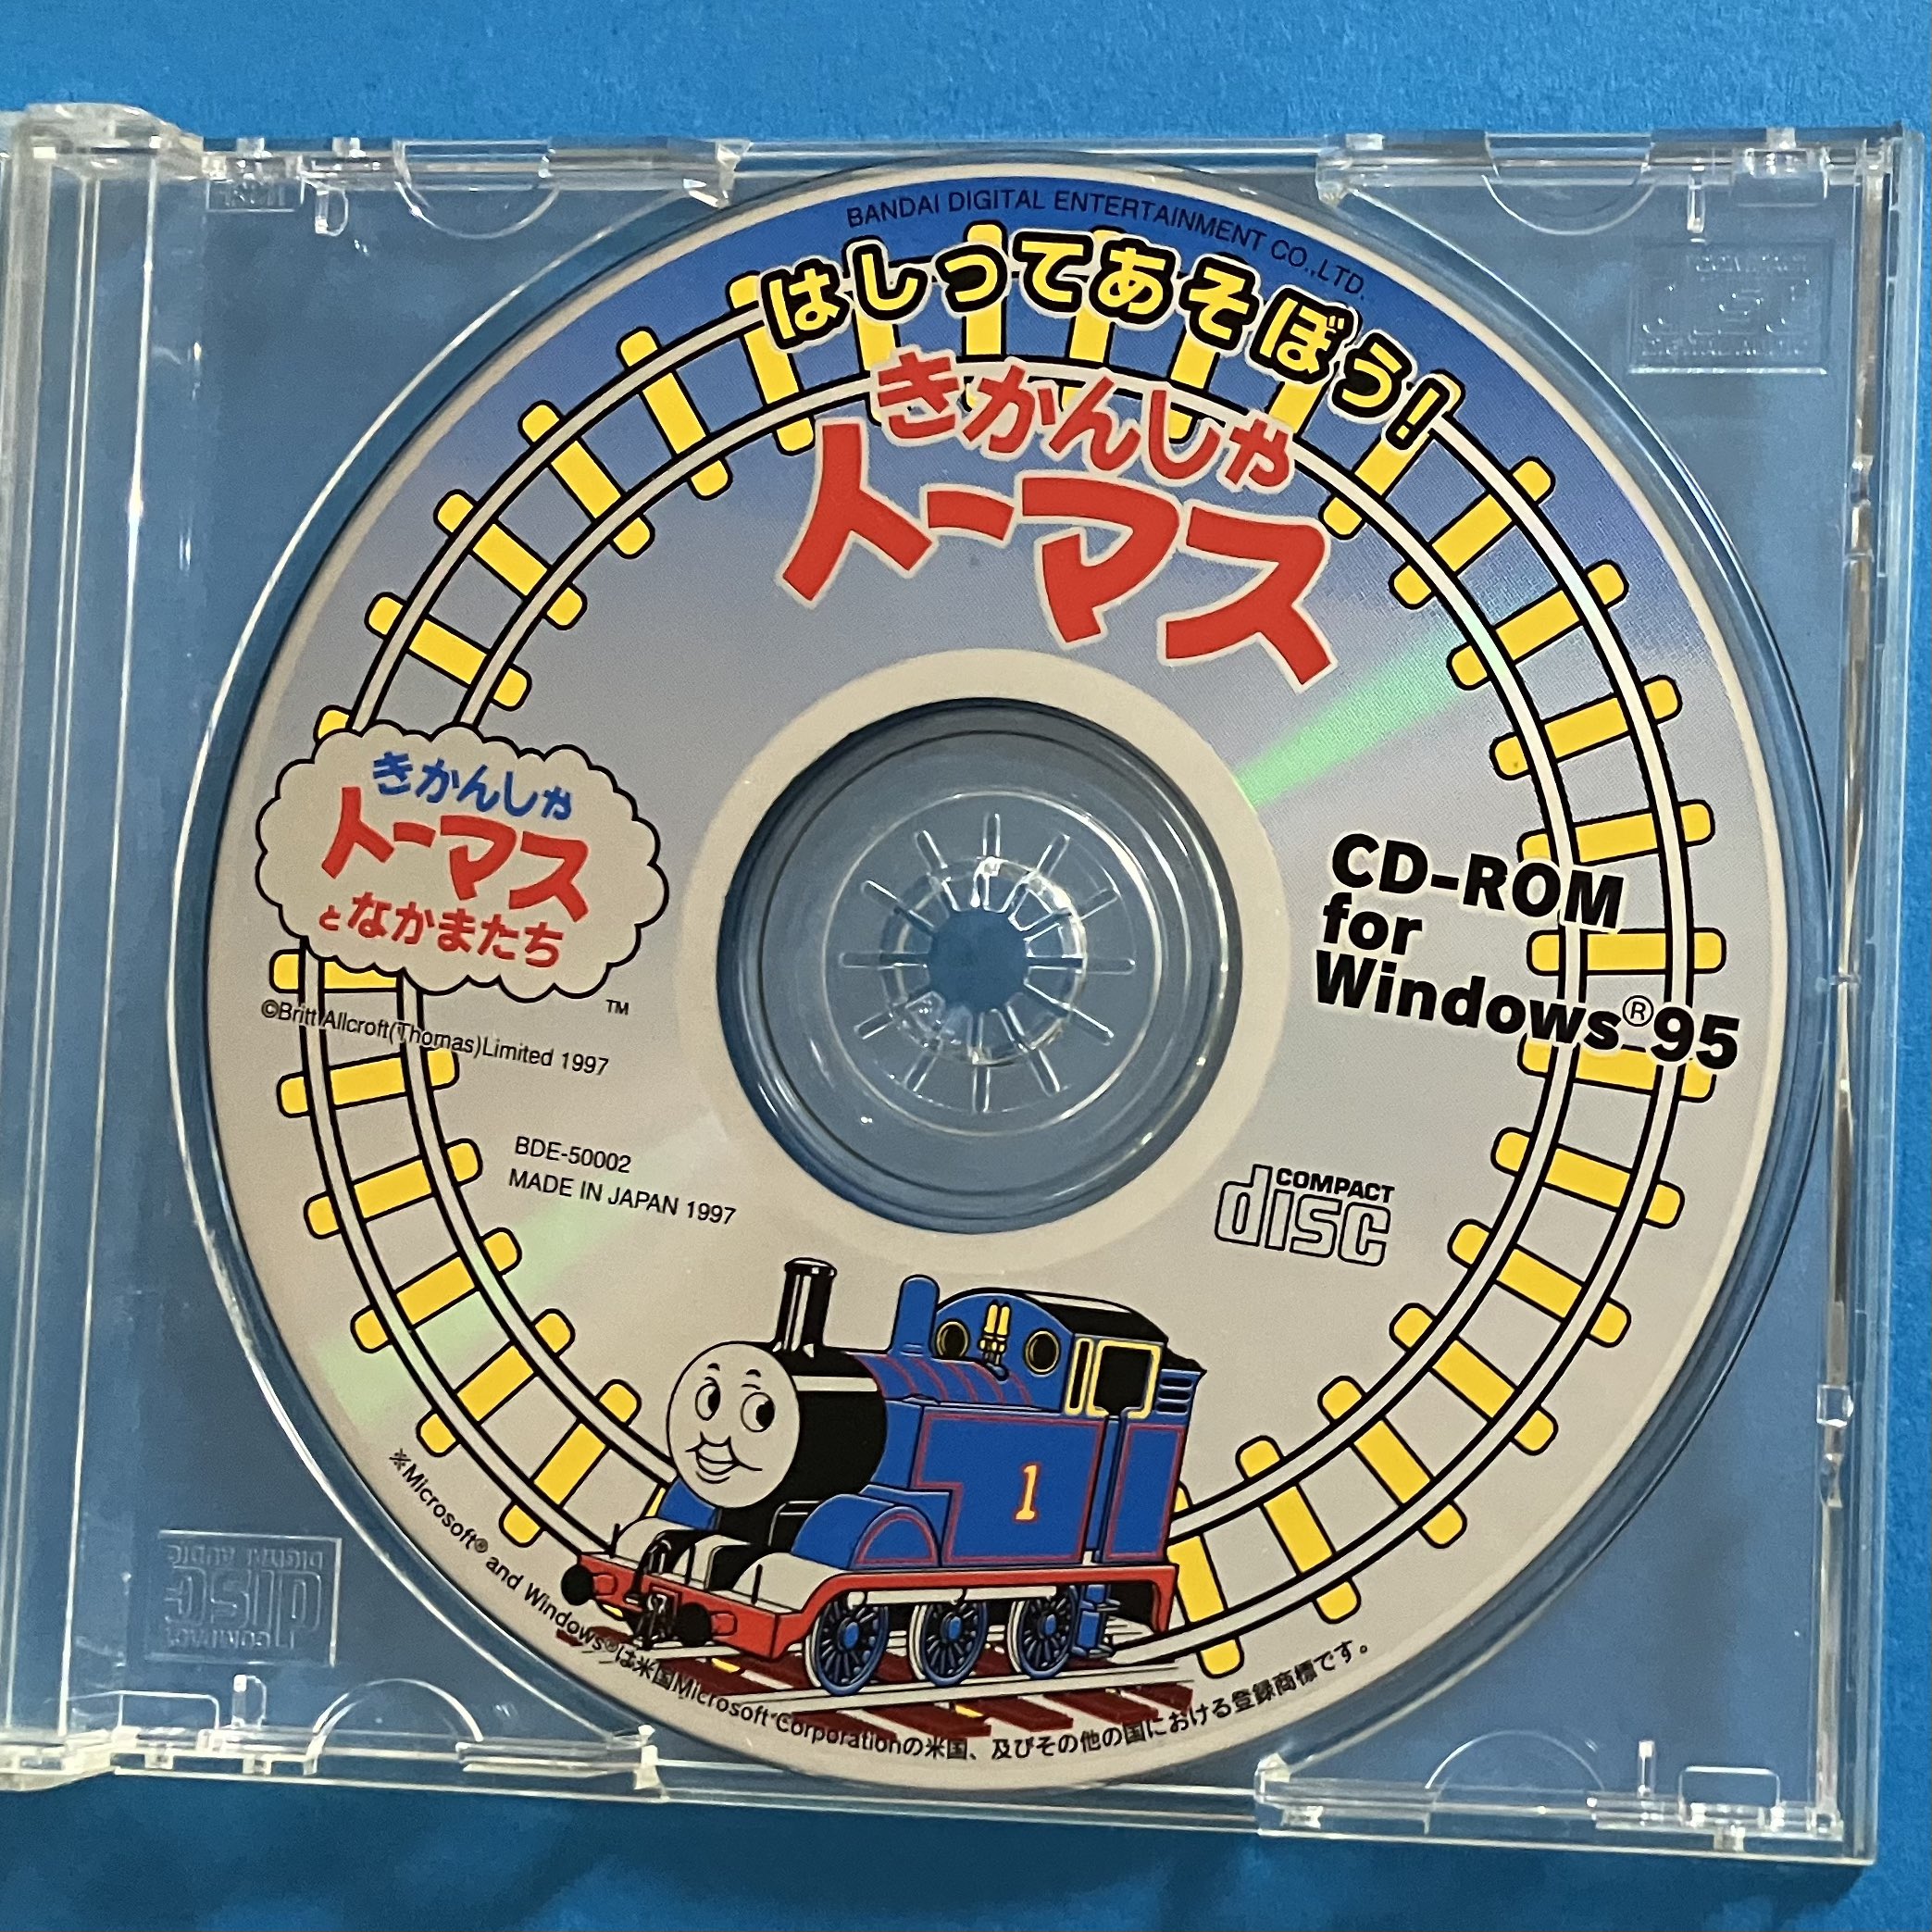 BANDAI DIGITAL ENTERTAINMENT CO.,LTD.
はしってあそぼう!
きかんしゃ
トーマス
きかんしゃ
トーマス
となかまたち
TM
©Britt Allcroft(Thomas)Limited 1997
CD-ROM
for
Windows®95
BDE-50002
MADE IN JAPAN 1997
COMPACT
disc
1
※Microsoft® and Windows®は米国Microsoft Corporationの米国、及びその他の国における登録商標です。